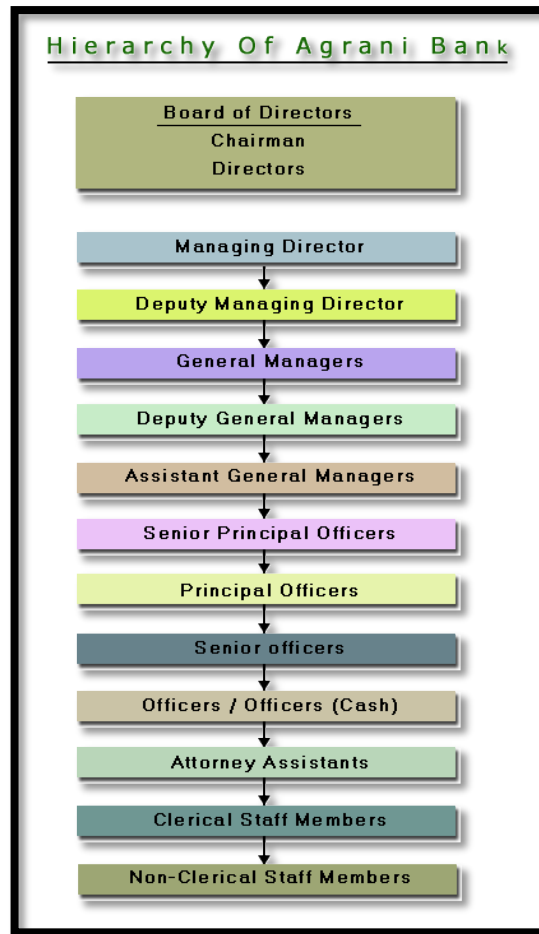 Hierarchy Of Agrani Bank
Board of Directors
Chairman
Directors
Managing Director
Deputy Managing Director
General Managers
Deputy General Managers
Assistant General Managers
Senior Principal Officers
Principal Officers
Senior officers
Officers / Officers (Cash)
Attorney Assistants
Clerical Staff Members
Non-Clerical Staff Members